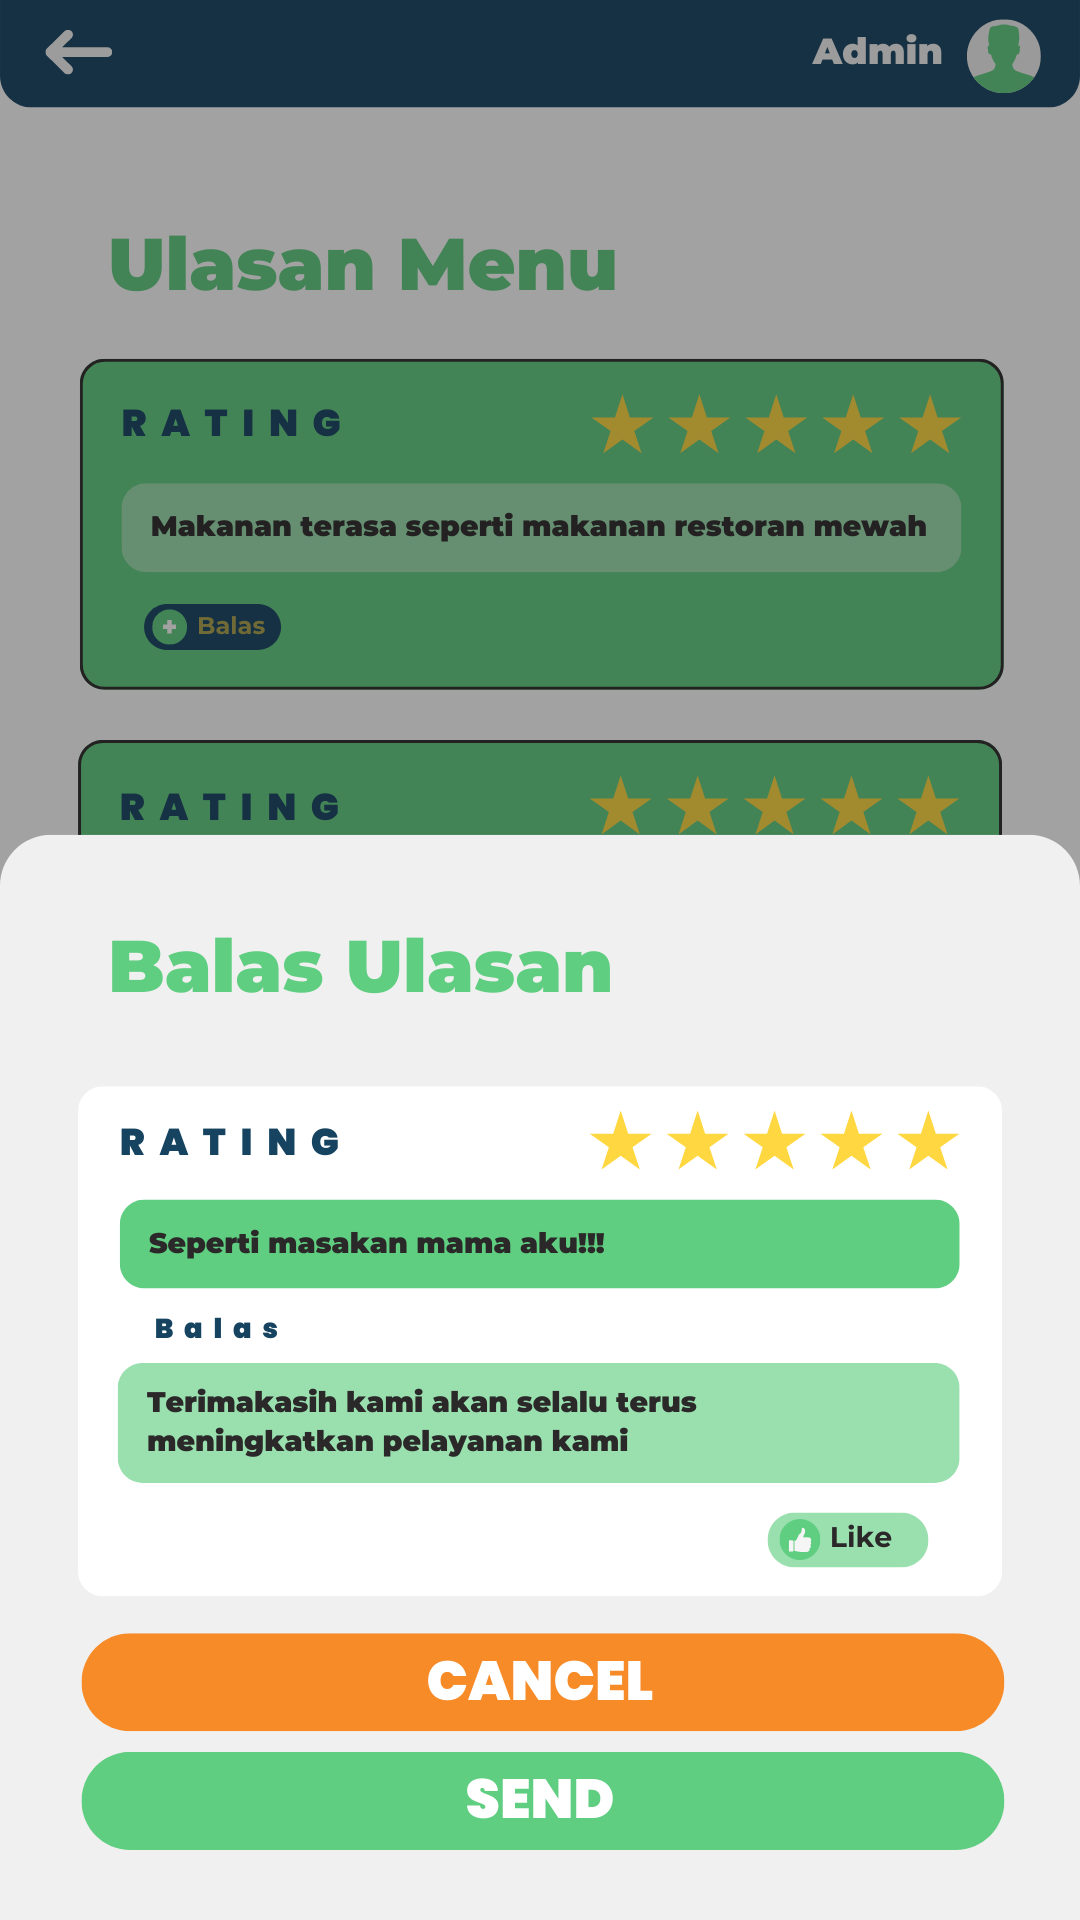 Admin
Ulasan Menu
RATING
Makanan terasa seperti makanan restoran mewah
Balas
RATING
Balas Ulasan
RATING
Seperti masakan mama aku!!!
Balas
Terimakasih kami akan selalu terus
meningkatkan pelayanan kami
Like
CANCEL
SEND